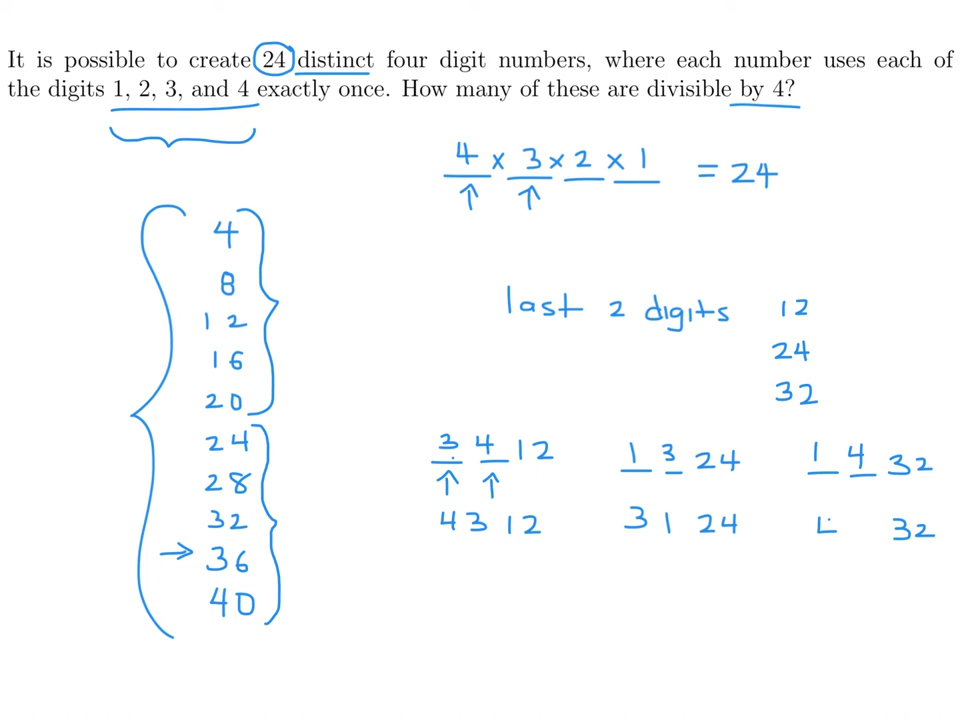 It is possible to create 24 distinct four digit numbers, where each number uses each of
the digits 1, 2, 3, and 4 exactly once. How many of these are divisible by 4?
4 × 3 × 2 × 1 = 24
4
8
12
16
20
24
28
32
→ 36
40
last 2 digits 12
24
32
3 4 12 1 3 24 1 4 32
4 3 12 3 1 24 32